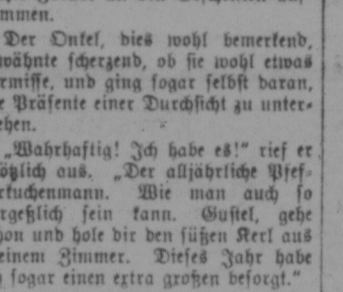 mmen.
Der Onkel, dies wohl bemerkend,
wähnte scherzend, ob sie wohl etwas
rmisse, und ging sogar selbst daran,
e Präsente einer Durchsicht zu unter-
ehen.
„Wahrhaftig! Ich habe es!“ rief er
ötzlich aus. „Der alljährliche Pfef-
rkuchenmann. Wie man auch so
rgeßlich sein kann. Gustel, gehe
hon und hole dir den süßen Kerl aus
einem Zimmer. Dieses Jahr habe
sogar einen extra großen besorgt.“